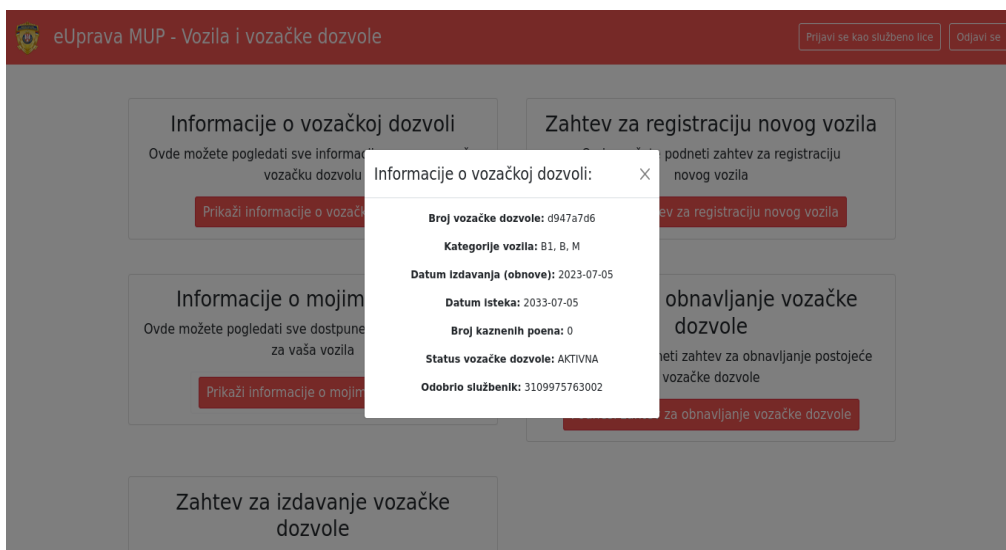 eUprava MUP - Vozila i vozačke dozvole
Prijavi se kao službeno lice
Odjavi se
Informacije o vozačkoj dozvoli
Ovde možete pogledati sve
vozačku dozvolu
Prikaži informacije o
Zahtev za registraciju novog vozila
podneti zahtev za registraciju
novog vozila
za registraciju novog vozila
Informacije o vozačkoj dozvoli:
Broj vozačke dozvole: d947a7d6
Kategorije vozila: B1, B, M
Datum izdavanja (obnove): 2023-07-05
Datum isteka: 2033-07-05
Broj kaznenih poena: 0
Status vozačke dozvole: AKTIVNA
Odobrio službenik: 3109975763002
Informacije o mojim
Ovde možete pogledati sve dostpune
za vaša vozila
Prikaži informacije o mojim
obnavljanje vozačke
dozvole
zahtev za obnavljanje postojeće
vozačke dozvole
za obnavljanje vozačke dozvole
Zahtev za izdavanje vozačke
dozvole